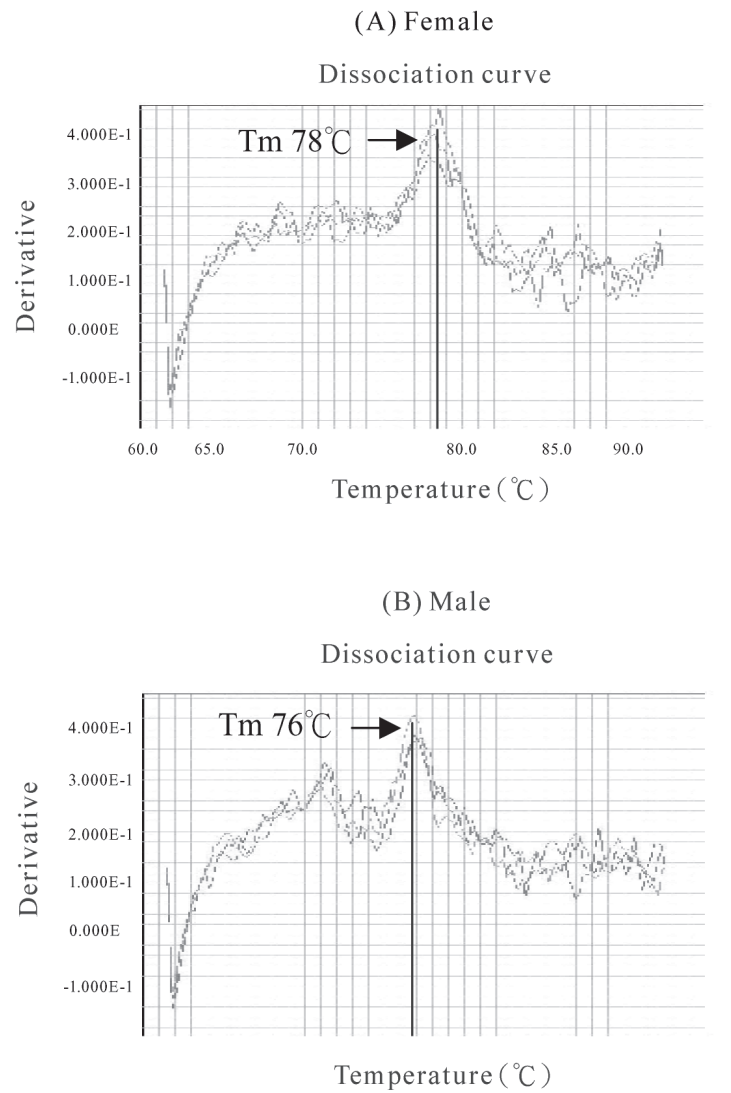 (A) Female
Dissociation curve
Tm 78℃
4.000E-1
3.000E-1
2.000E-1
1.000E-1
0.000E
-1.000E-1
Derivative
60.0 65.0 70.0 80.0 85.0 90.0
Temperature(℃)
(B) Male
Dissociation curve
Tm 76℃
4.000E-1
3.000E-1
2.000E-1
1.000E-1
0.000E
-1.000E-1
Derivative
Temperature(℃)